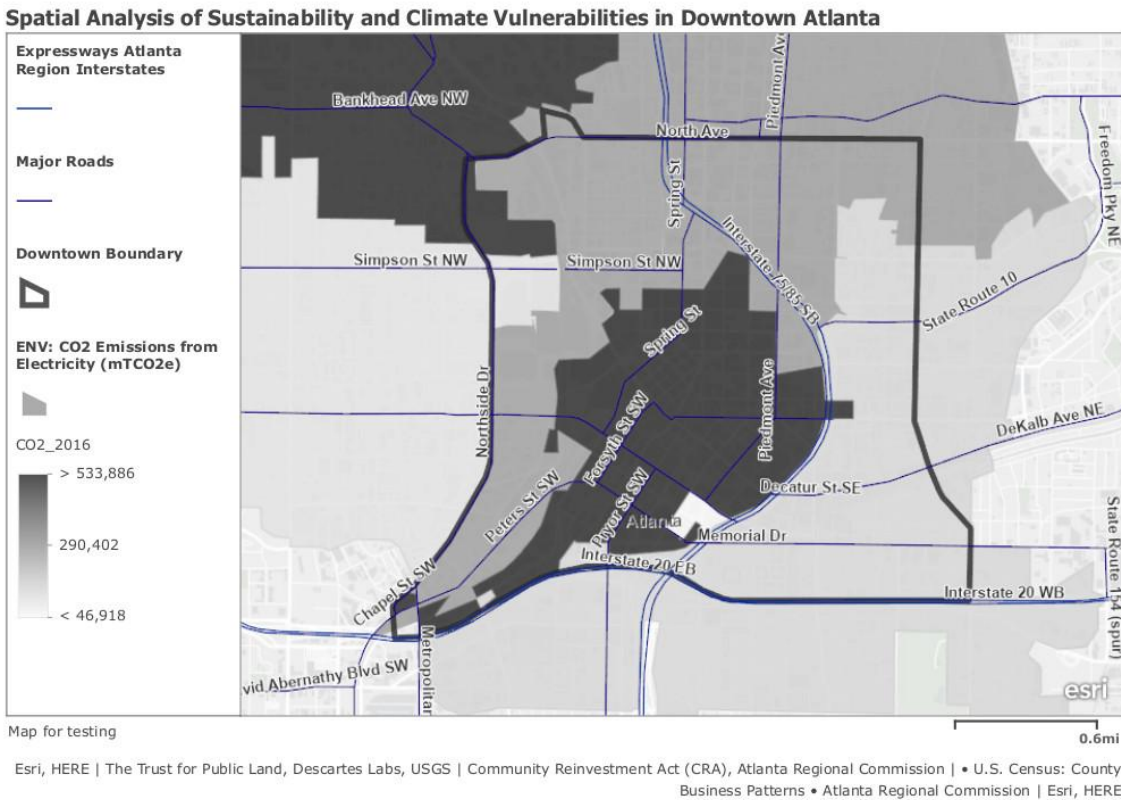 Spatial Analysis of Sustainability and Climate Vulnerabilities in Downtown Atlanta
Expressways Atlanta
Region Interstates
Major Roads
Downtown Boundary
ENV: CO2 Emissions from
Electricity (mTCO2e)
CO2_2016
> 533,886
290,402
< 46,918
Bankhead Ave NW
Piedmont Ave
North Ave
Freedom Pky NE
Spring St
Interstate 75/85 SB
Simpson St NW
Simpson St NW
State Route 10
Spring St
Northside Dr
Piedmont Ave
Forsyth St SW
DeKalb Ave NE
Peters St SW
Pryor St SW
Decatur St SE
Atlanta
Memorial Dr
State Route 154 (spur)
Interstate 20 EB
Chapel St SW
Interstate 20 WB
Metropolitan
vid Abernathy Blvd SW
esri
Map for testing
0.6mi
Esri, HERE | The Trust for Public Land, Descartes Labs, USGS | Community Reinvestment Act (CRA), Atlanta Regional Commission | • U.S. Census: County
Business Patterns • Atlanta Regional Commission | Esri, HERE